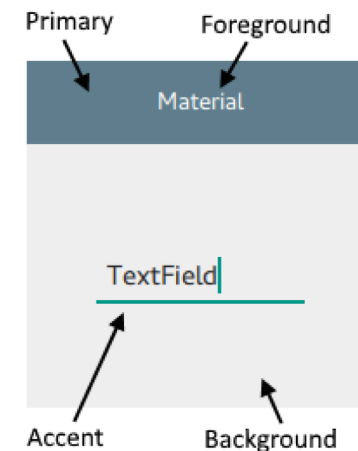 Primary
Foreground
Material
TextField
Accent
Background